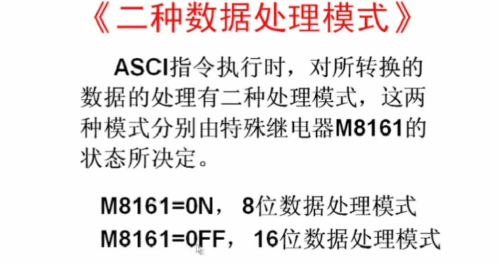 《二种数据处理模式》
ASCI指令执行时，对所转换的
数据的处理有二种处理模式，这两
种模式分别由特殊继电器M8161的
状态所决定。
M8161=0N，8位数据处理模式
M8161=0FF，16位数据处理模式